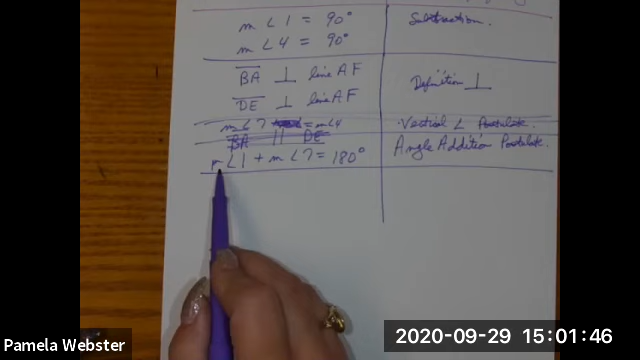 m∠1 = 90°
m∠4 = 90°
Subtraction.
BA ⊥ line AF
DE ⊥ line AF
Definition ⊥
m∠7 = m∠4
Vertical ∠ Postulate.
BA || DE
m∠1 + m∠7 = 180°
Angle Addition Postulate.
Pamela Webster
2020-09-29 15:01:46